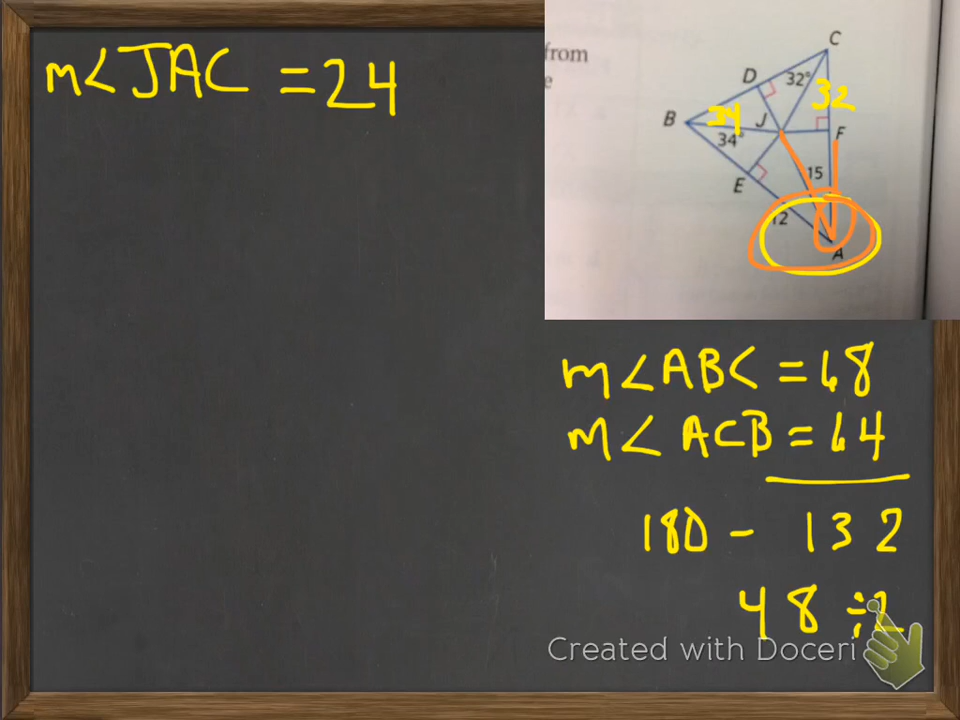 m∠JAC = 24
from
e
C
D
32°
32
B
34
J
F
34°
15
E
12
A
m∠ABC = 68
m∠ACB = 64
180 - 132
48 ÷2
Created with Doceri